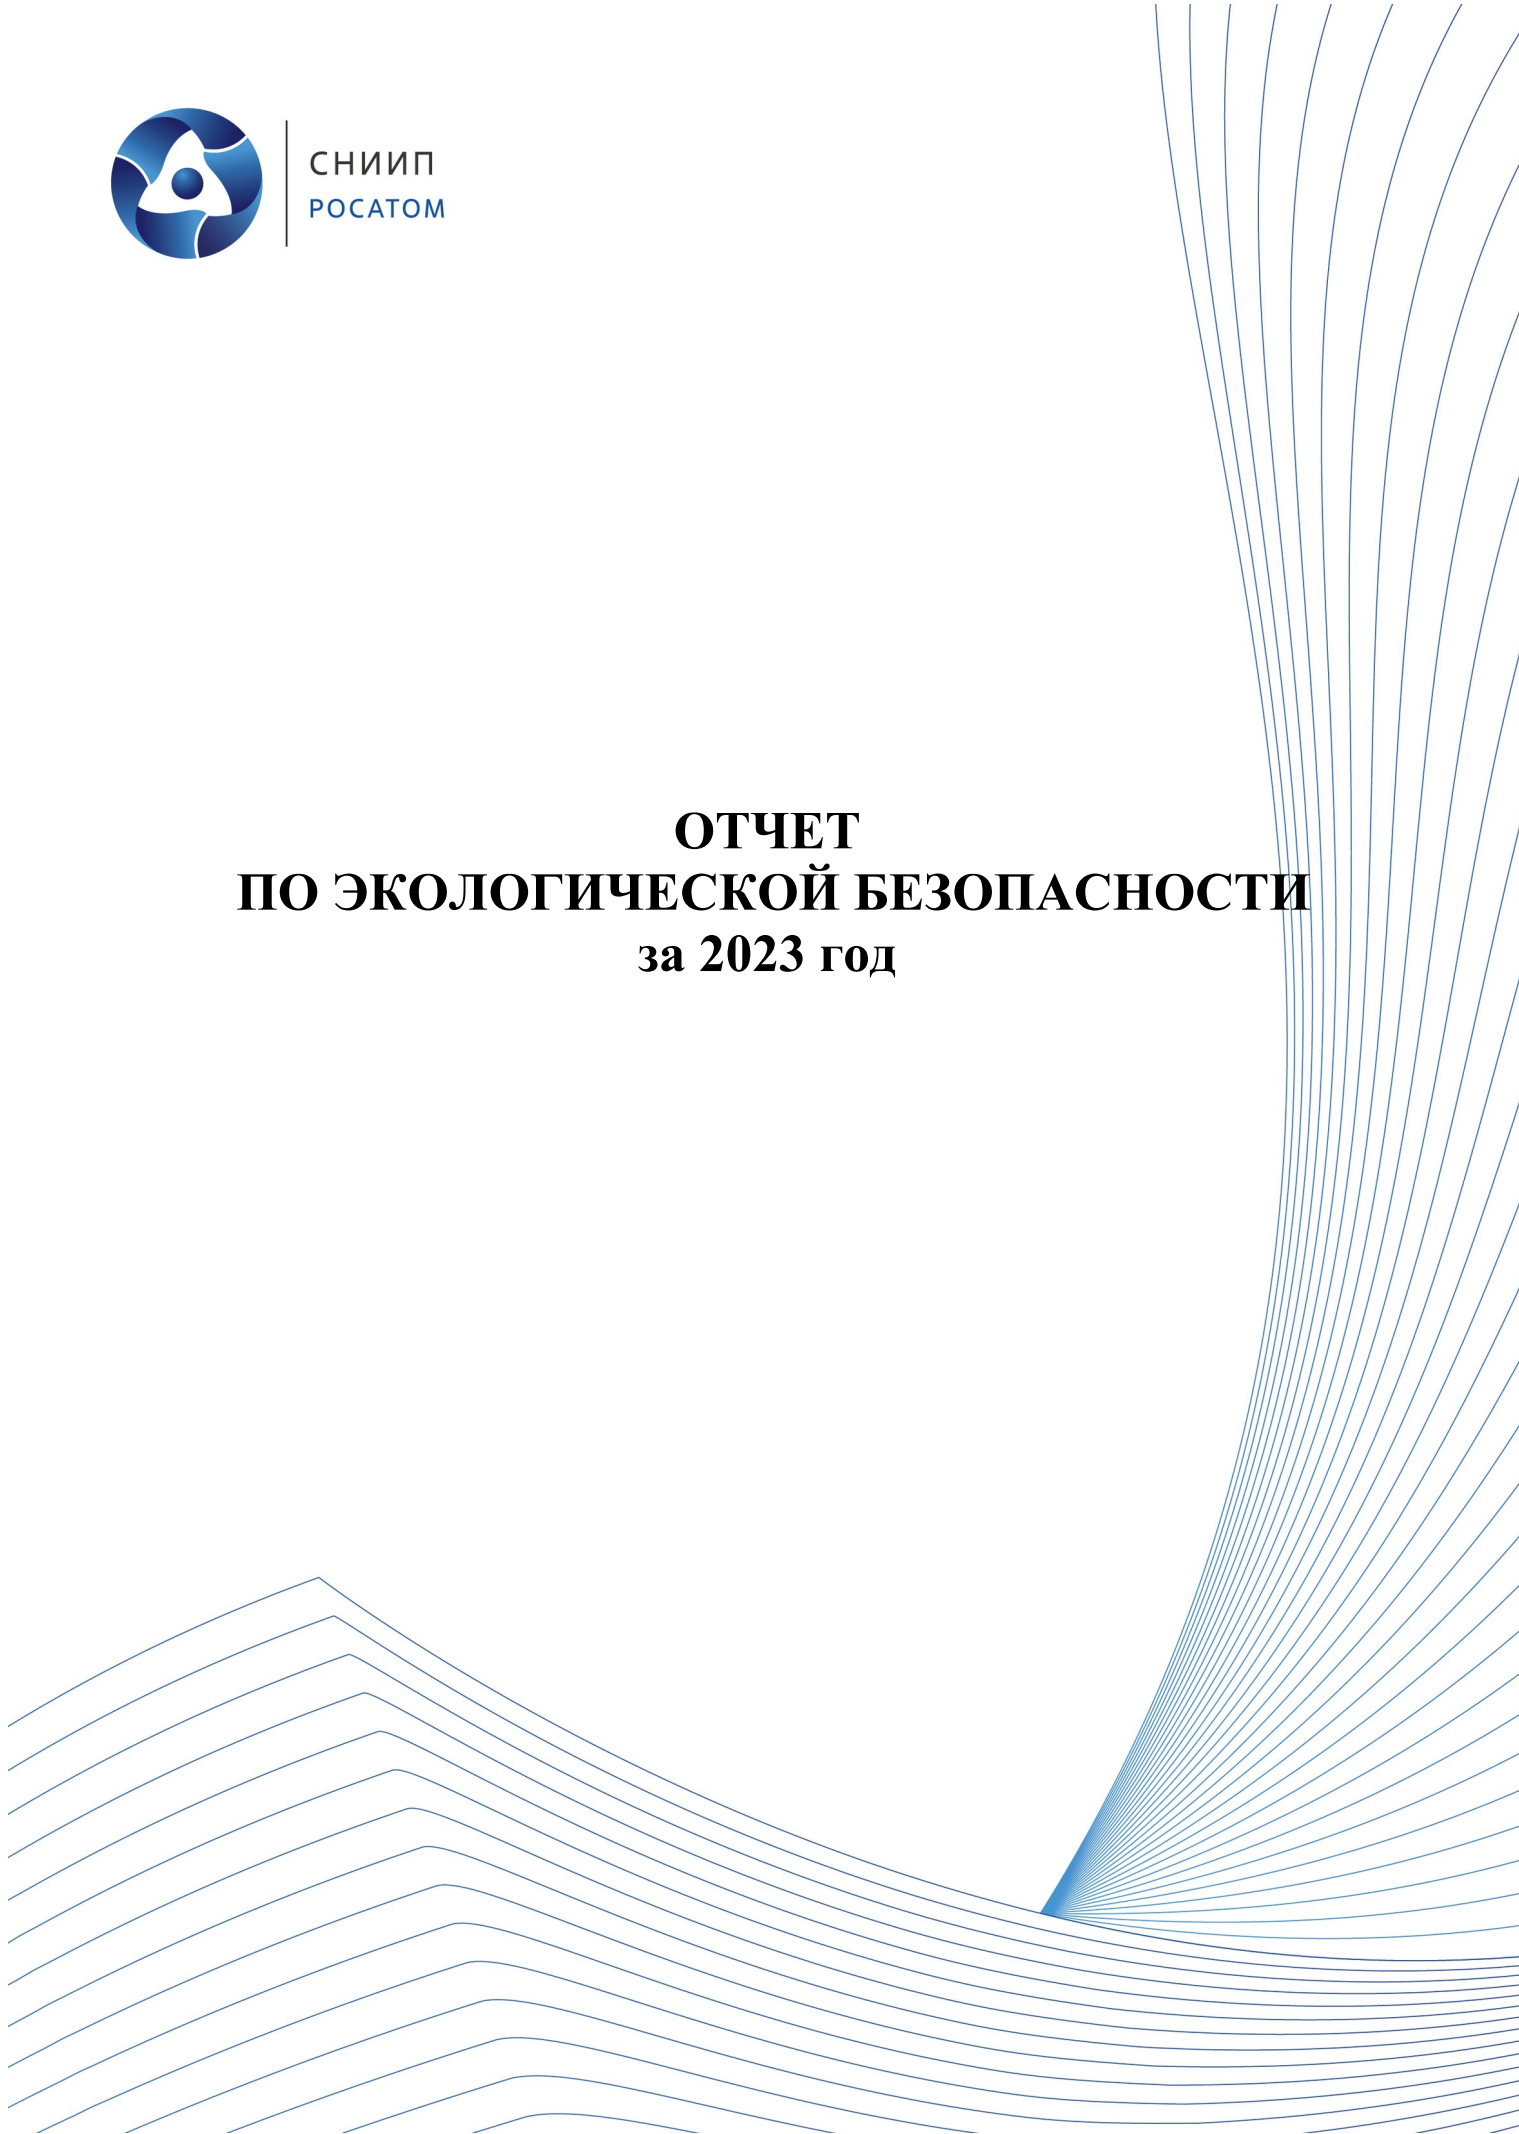 СНИИП
РОСАТОМ
ОТЧЕТ
ПО ЭКОЛОГИЧЕСКОЙ БЕЗОПАСНОСТИ
за 2023 год